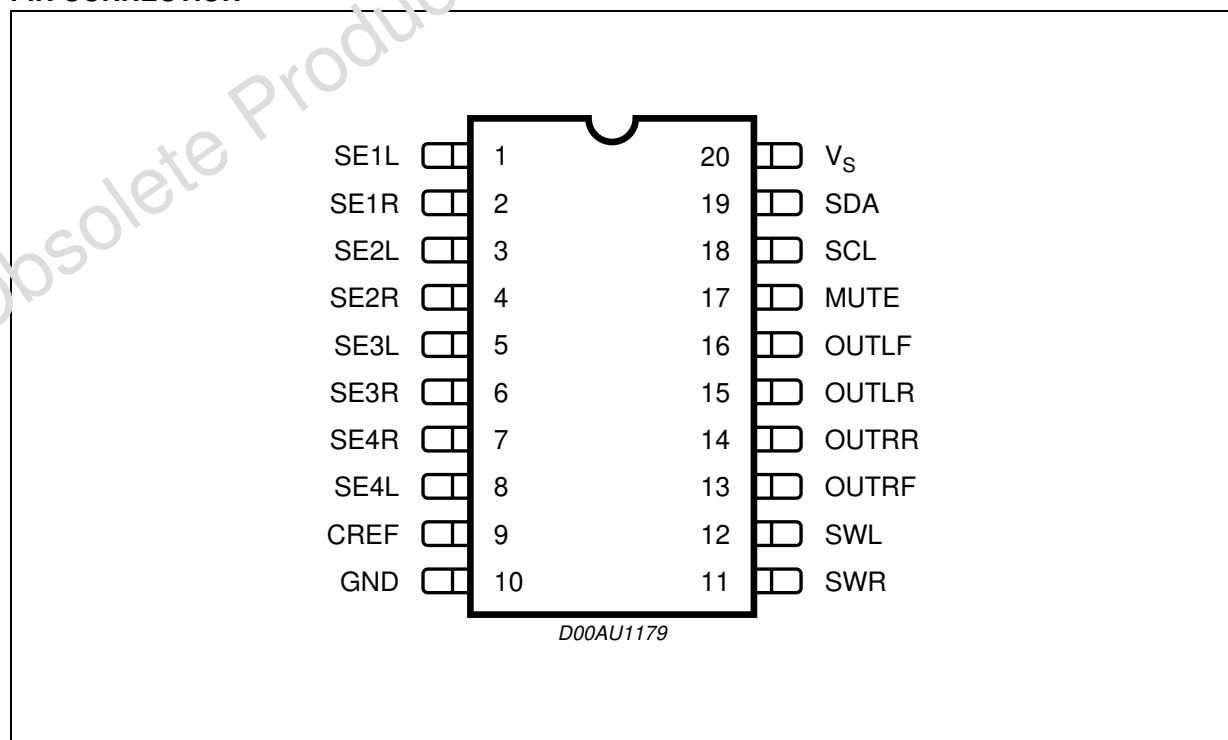 SE1L 1 20 VS
SE1R 2 19 SDA
SE2L 3 18 SCL
SE2R 4 17 MUTE
SE3L 5 16 OUTLF
SE3R 6 15 OUTLR
SE4R 7 14 OUTRR
SE4L 8 13 OUTRF
CREF 9 12 SWL
GND 10 11 SWR
D00AU1179